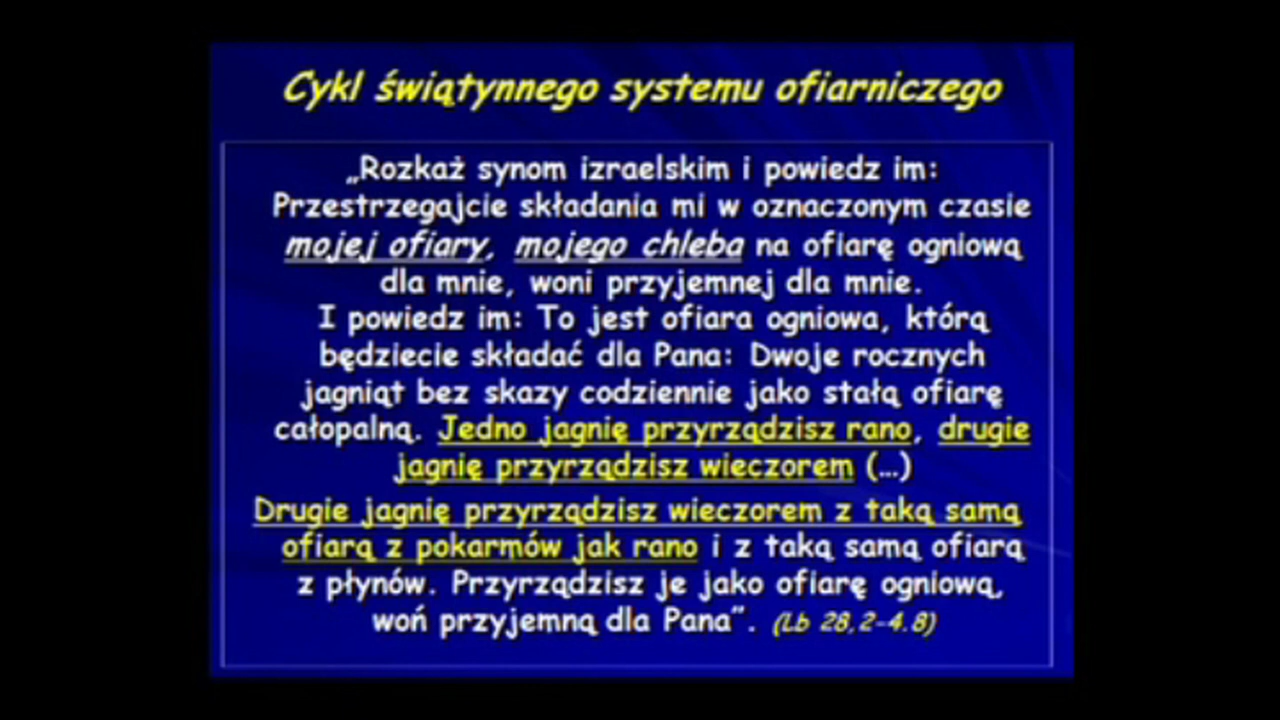 Cykl świątynnego systemu ofiarniczego
„Rozkaż synom izraelskim i powiedz im:
Przestrzegajcie składania mi w oznaczonym czasie
mojej ofiary, mojego chleba na ofiarę ogniową
dla mnie, woni przyjemnej dla mnie.
I powiedz im: To jest ofiara ogniowa, którą
będziecie składać dla Pana: Dwoje rocznych
jagniąt bez skazy codziennie jako stałą ofiarę
całopalną. Jedno jagnię przyrządzisz rano, drugie
jagnię przyrządzisz wieczorem (…)
Drugie jagnię przyrządzisz wieczorem z taką samą
ofiarą z pokarmów jak rano i z taką samą ofiarą
z płynów. Przyrządzisz je jako ofiarę ogniową,
woń przyjemną dla Pana”. (Lb 28,2-4.8)